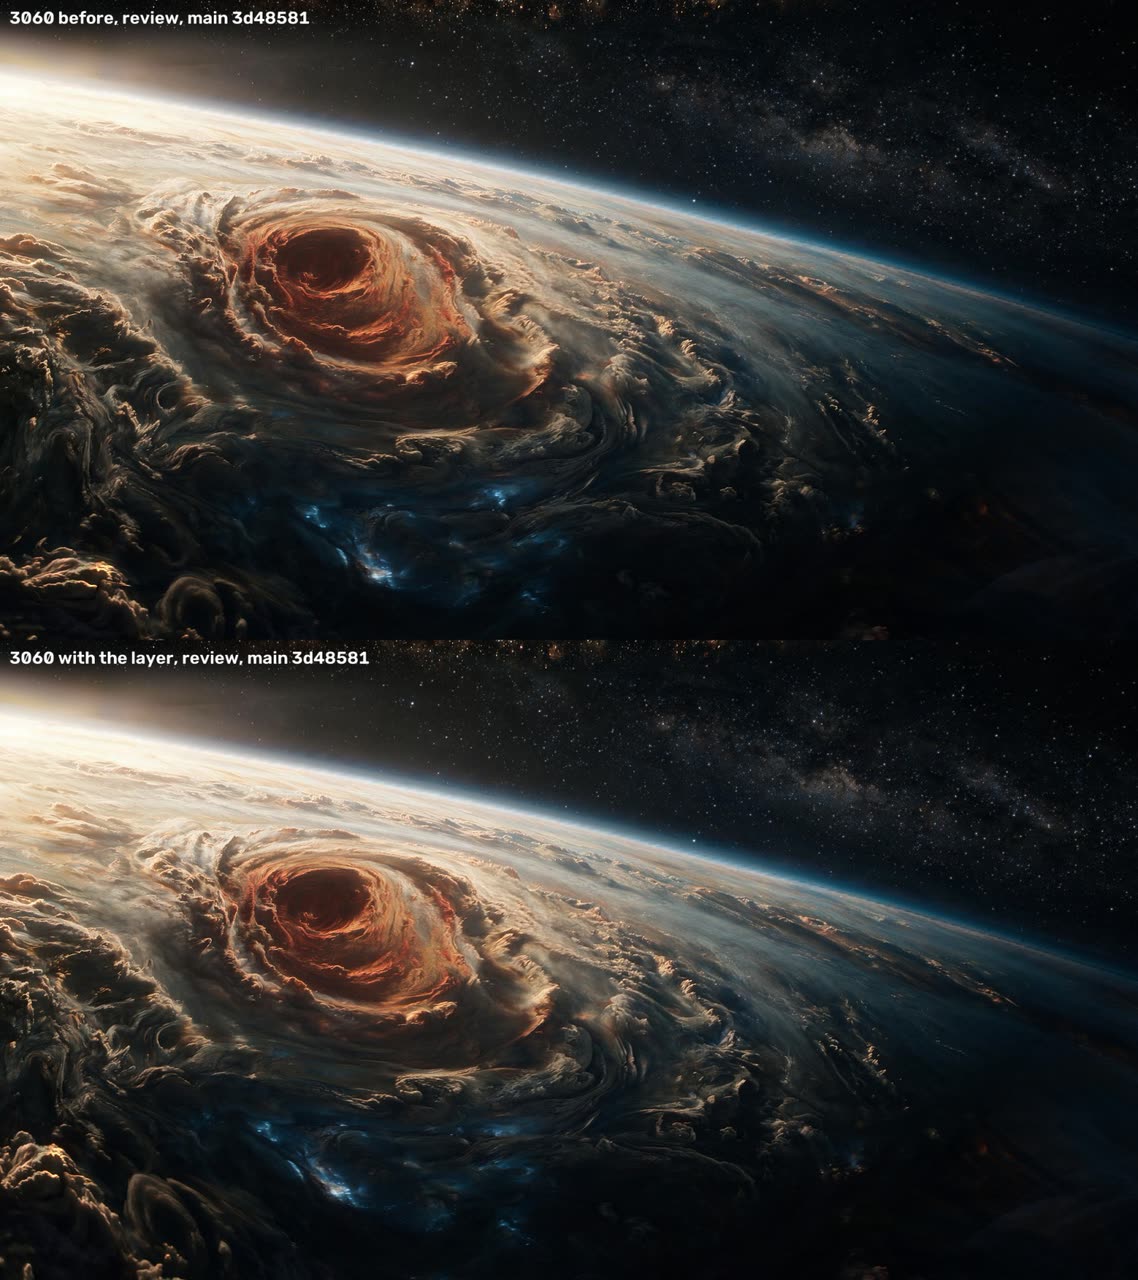 3060 before, review, main 3d48581
3060 with the layer, review, main 3d48581